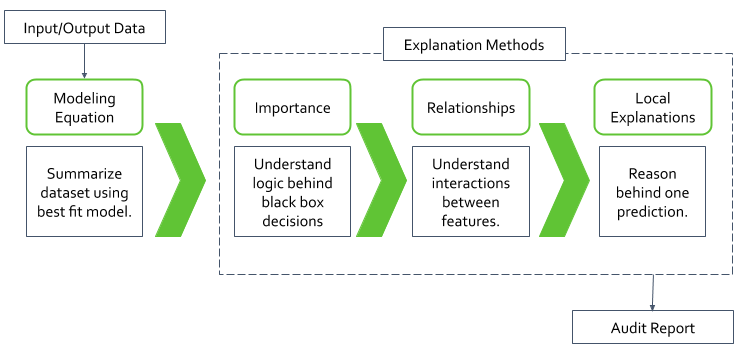 Input/Output Data
Explanation Methods
Modeling
Equation
Importance
Relationships
Local
Explanations
Summarize
dataset using
best fit model.
Understand
logic behind
black box
decisions
Understand
interactions
between
features.
Reason
behind one
prediction.
Audit Report